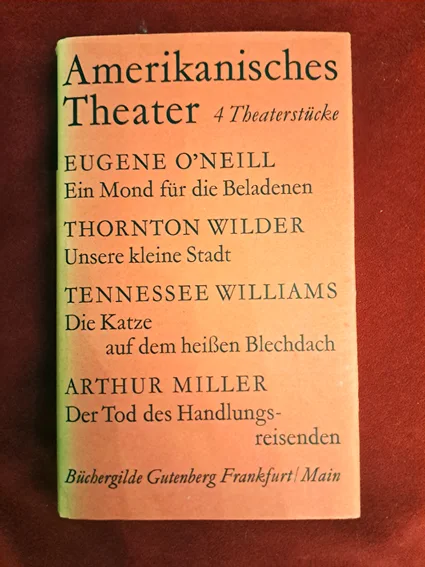 Amerikanisches
Theater 4 Theaterstücke
EUGENE O'NEILL
Ein Mond für die Beladenen
THORNTON WILDER
Unsere kleine Stadt
TENNESSEE WILLIAMS
Die Katze
auf dem heißen Blechdach
ARTHUR MILLER
Der Tod des Handlungs-
reisenden
Büchergilde Gutenberg Frankfurt/Main